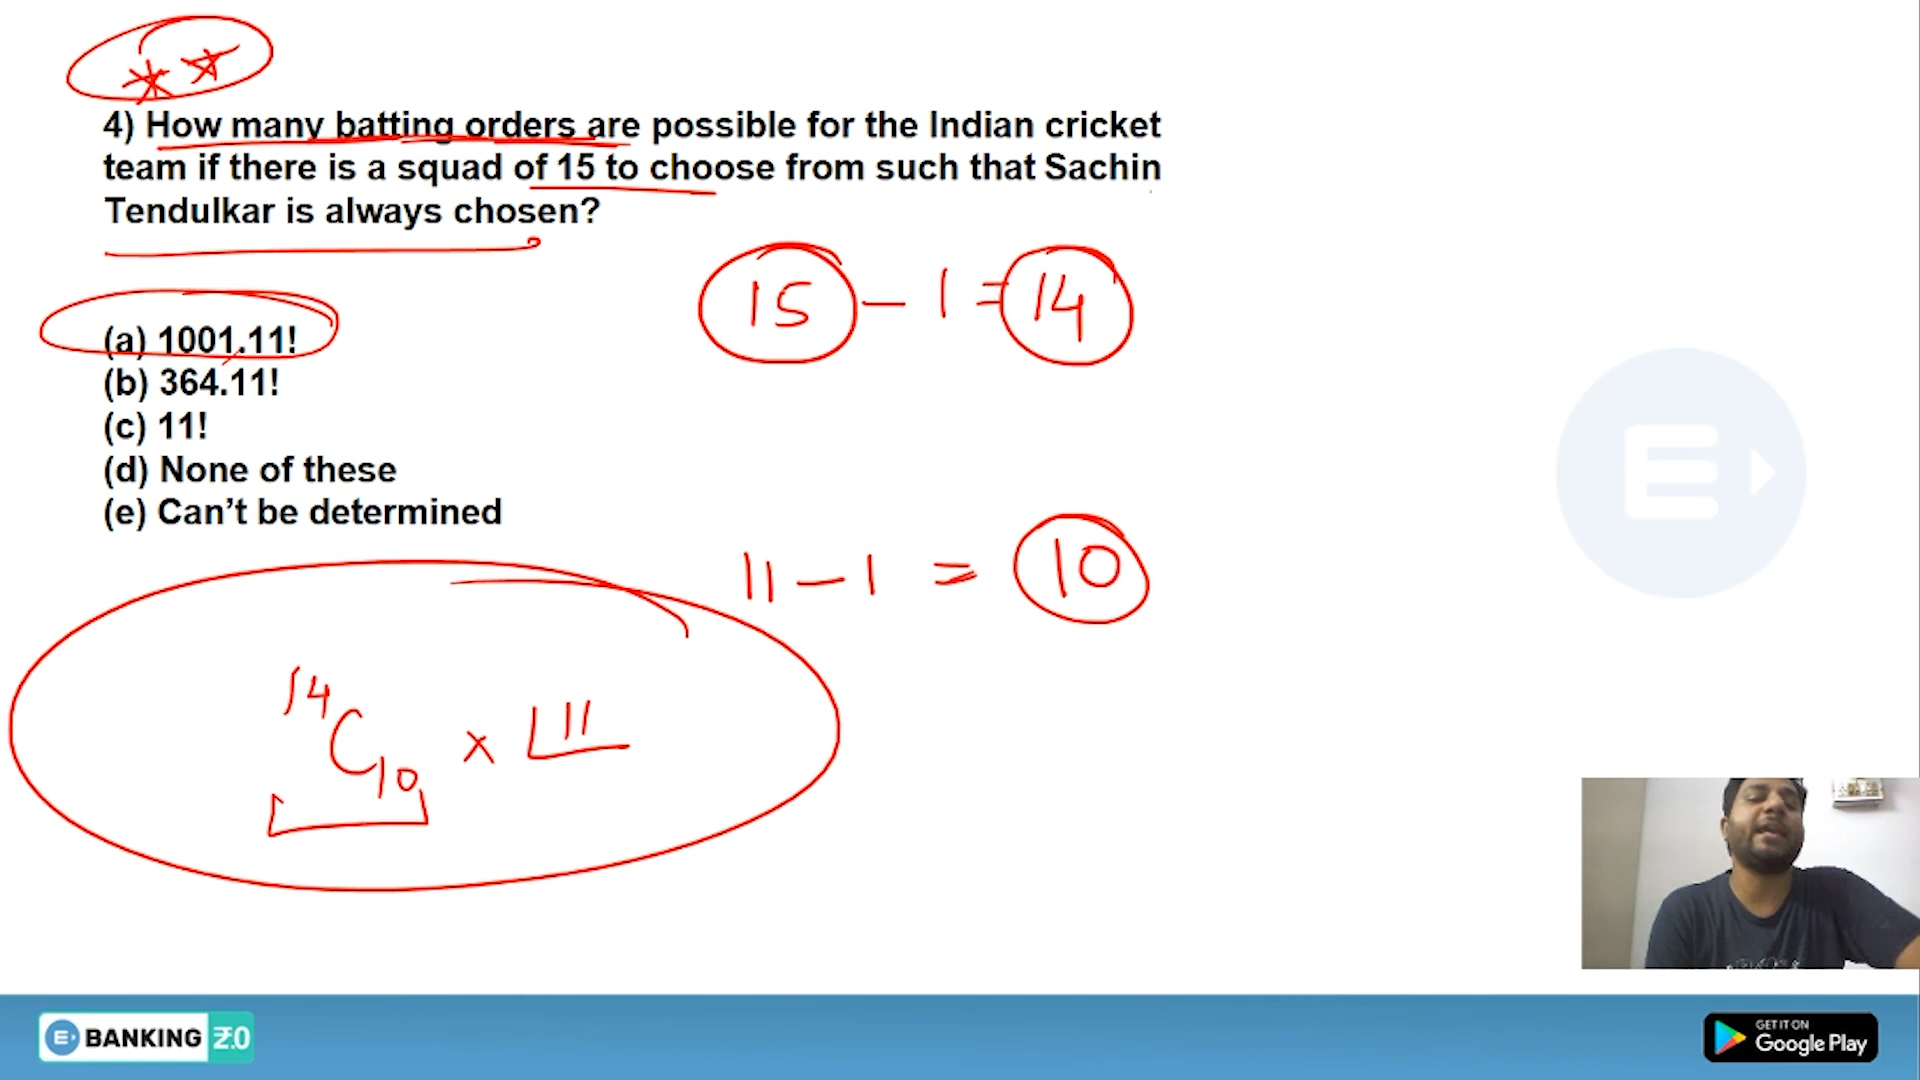 4) How many batting orders are possible for the Indian cricket
team if there is a squad of 15 to choose from such that Sachin
Tendulkar is always chosen?
15 – 1 = 14
(a) 1001.11!
(b) 364.11!
(c) 11!
(d) None of these
(e) Can’t be determined
11 – 1 = 10
14C10 x 11
E BANKING ₹2.0
GET IT ON
Google Play